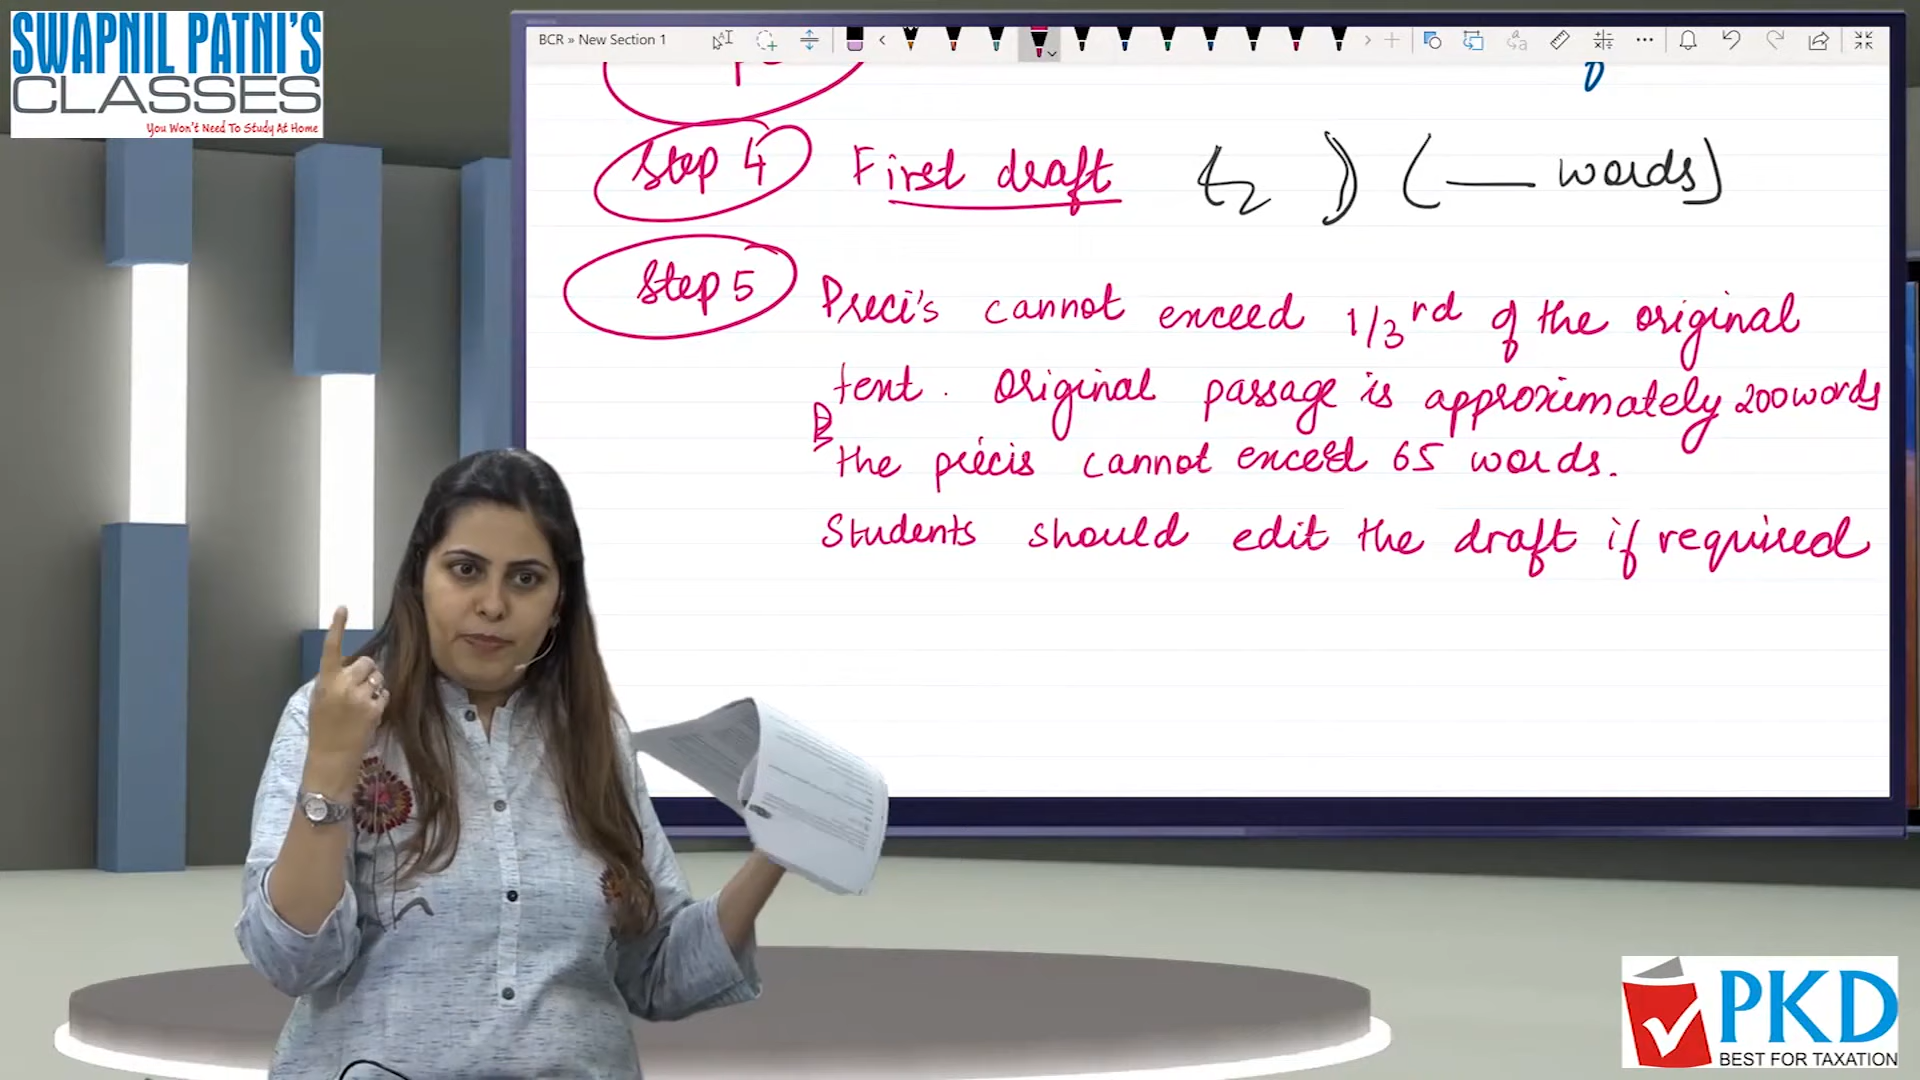 SWAPNIL PATNI'S
CLASSES
You Won't Need To Study At Home
BCR » New Section 1
Step 4 First draft ( words)
Step 5 Preci's cannot exceed 1/3rd of the original
text. Original passage is approximately 200 words
the précis cannot exceed 65 words.
Students should edit the draft if required
PKD
BEST FOR TAXATION